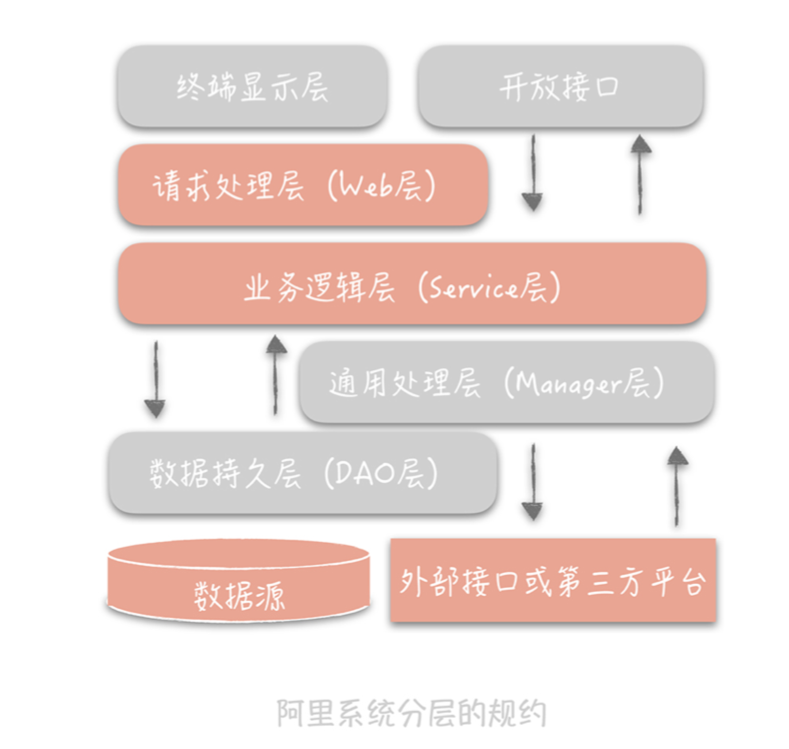 终端显示层
开放接口
请求处理层（Web层）
业务逻辑层（Service层）
通用处理层（Manager层）
数据持久层（DAO层）
数据源
外部接口或第三方平台
阿里系统分层的规约